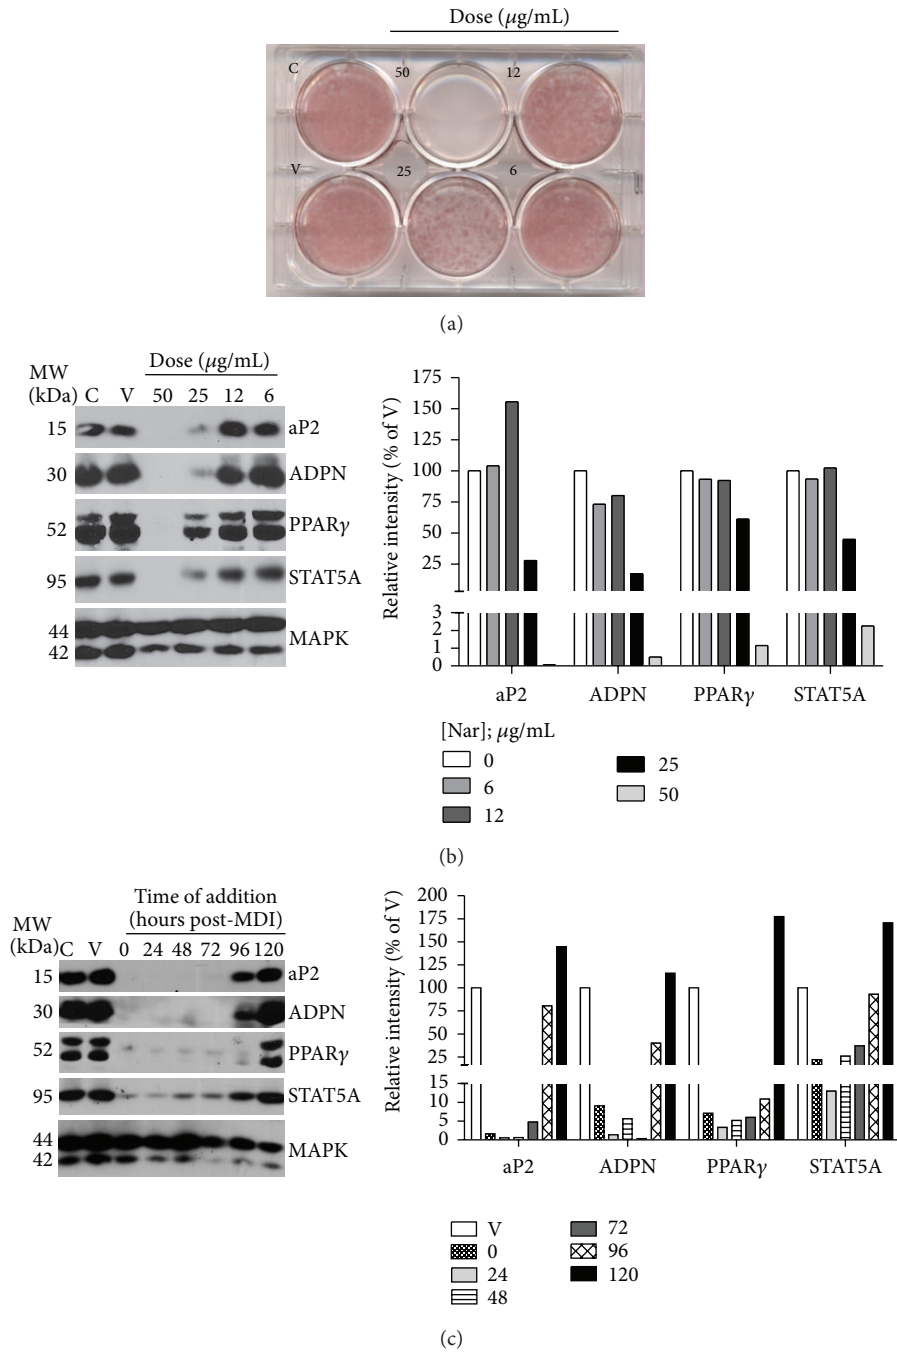 Dose (μg/mL)
C 50 12
V 25 6
(a)
MW
(kDa) C V
Dose (μg/mL)
50 25 12 6
15 aP2
30 ADPN
52 PPARγ
95 STAT5A
44
42 MAPK
Relative intensity (% of V)
175
150
125
100
75
50
25
3
2
1
0
aP2 ADPN PPARγ STAT5A
[Nar]; μg/mL
0 25
6 50
12
(b)
Time of addition
(hours post-MDI)
MW
(kDa) C V 0 24 48 72 96 120
15 aP2
30 ADPN
52 PPARγ
95 STAT5A
44
42 MAPK
Relative intensity (% of V)
200
175
150
125
100
75
50
25
15
10
5
0
aP2 ADPN PPARγ STAT5A
V 72
0 96
24 120
48
(c)